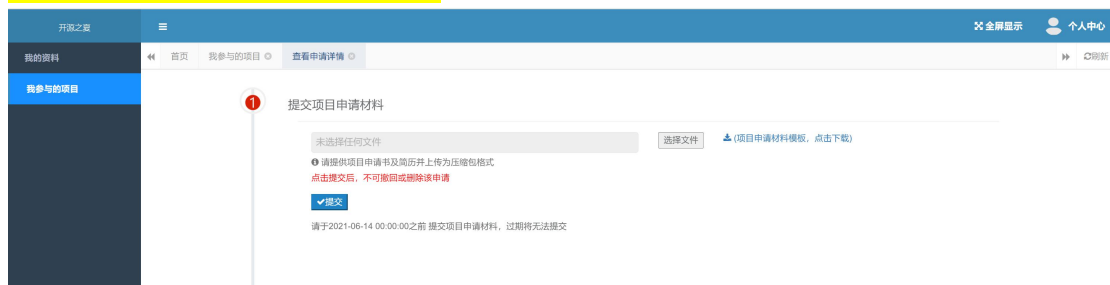 开源之夏
全屏显示 个人中心
我的资料
首页 我参与的项目 查看申请详情
刷新
我参与的项目
1 提交项目申请材料
未选择任何文件 选择文件 (项目申请材料模板,点击下载)
请提供项目申请书及简历并上传为压缩包格式
点击提交后,不可撤回或删除该申请
提交
请于2021-06-14 00:00:00之前 提交项目申请材料,过期将无法提交